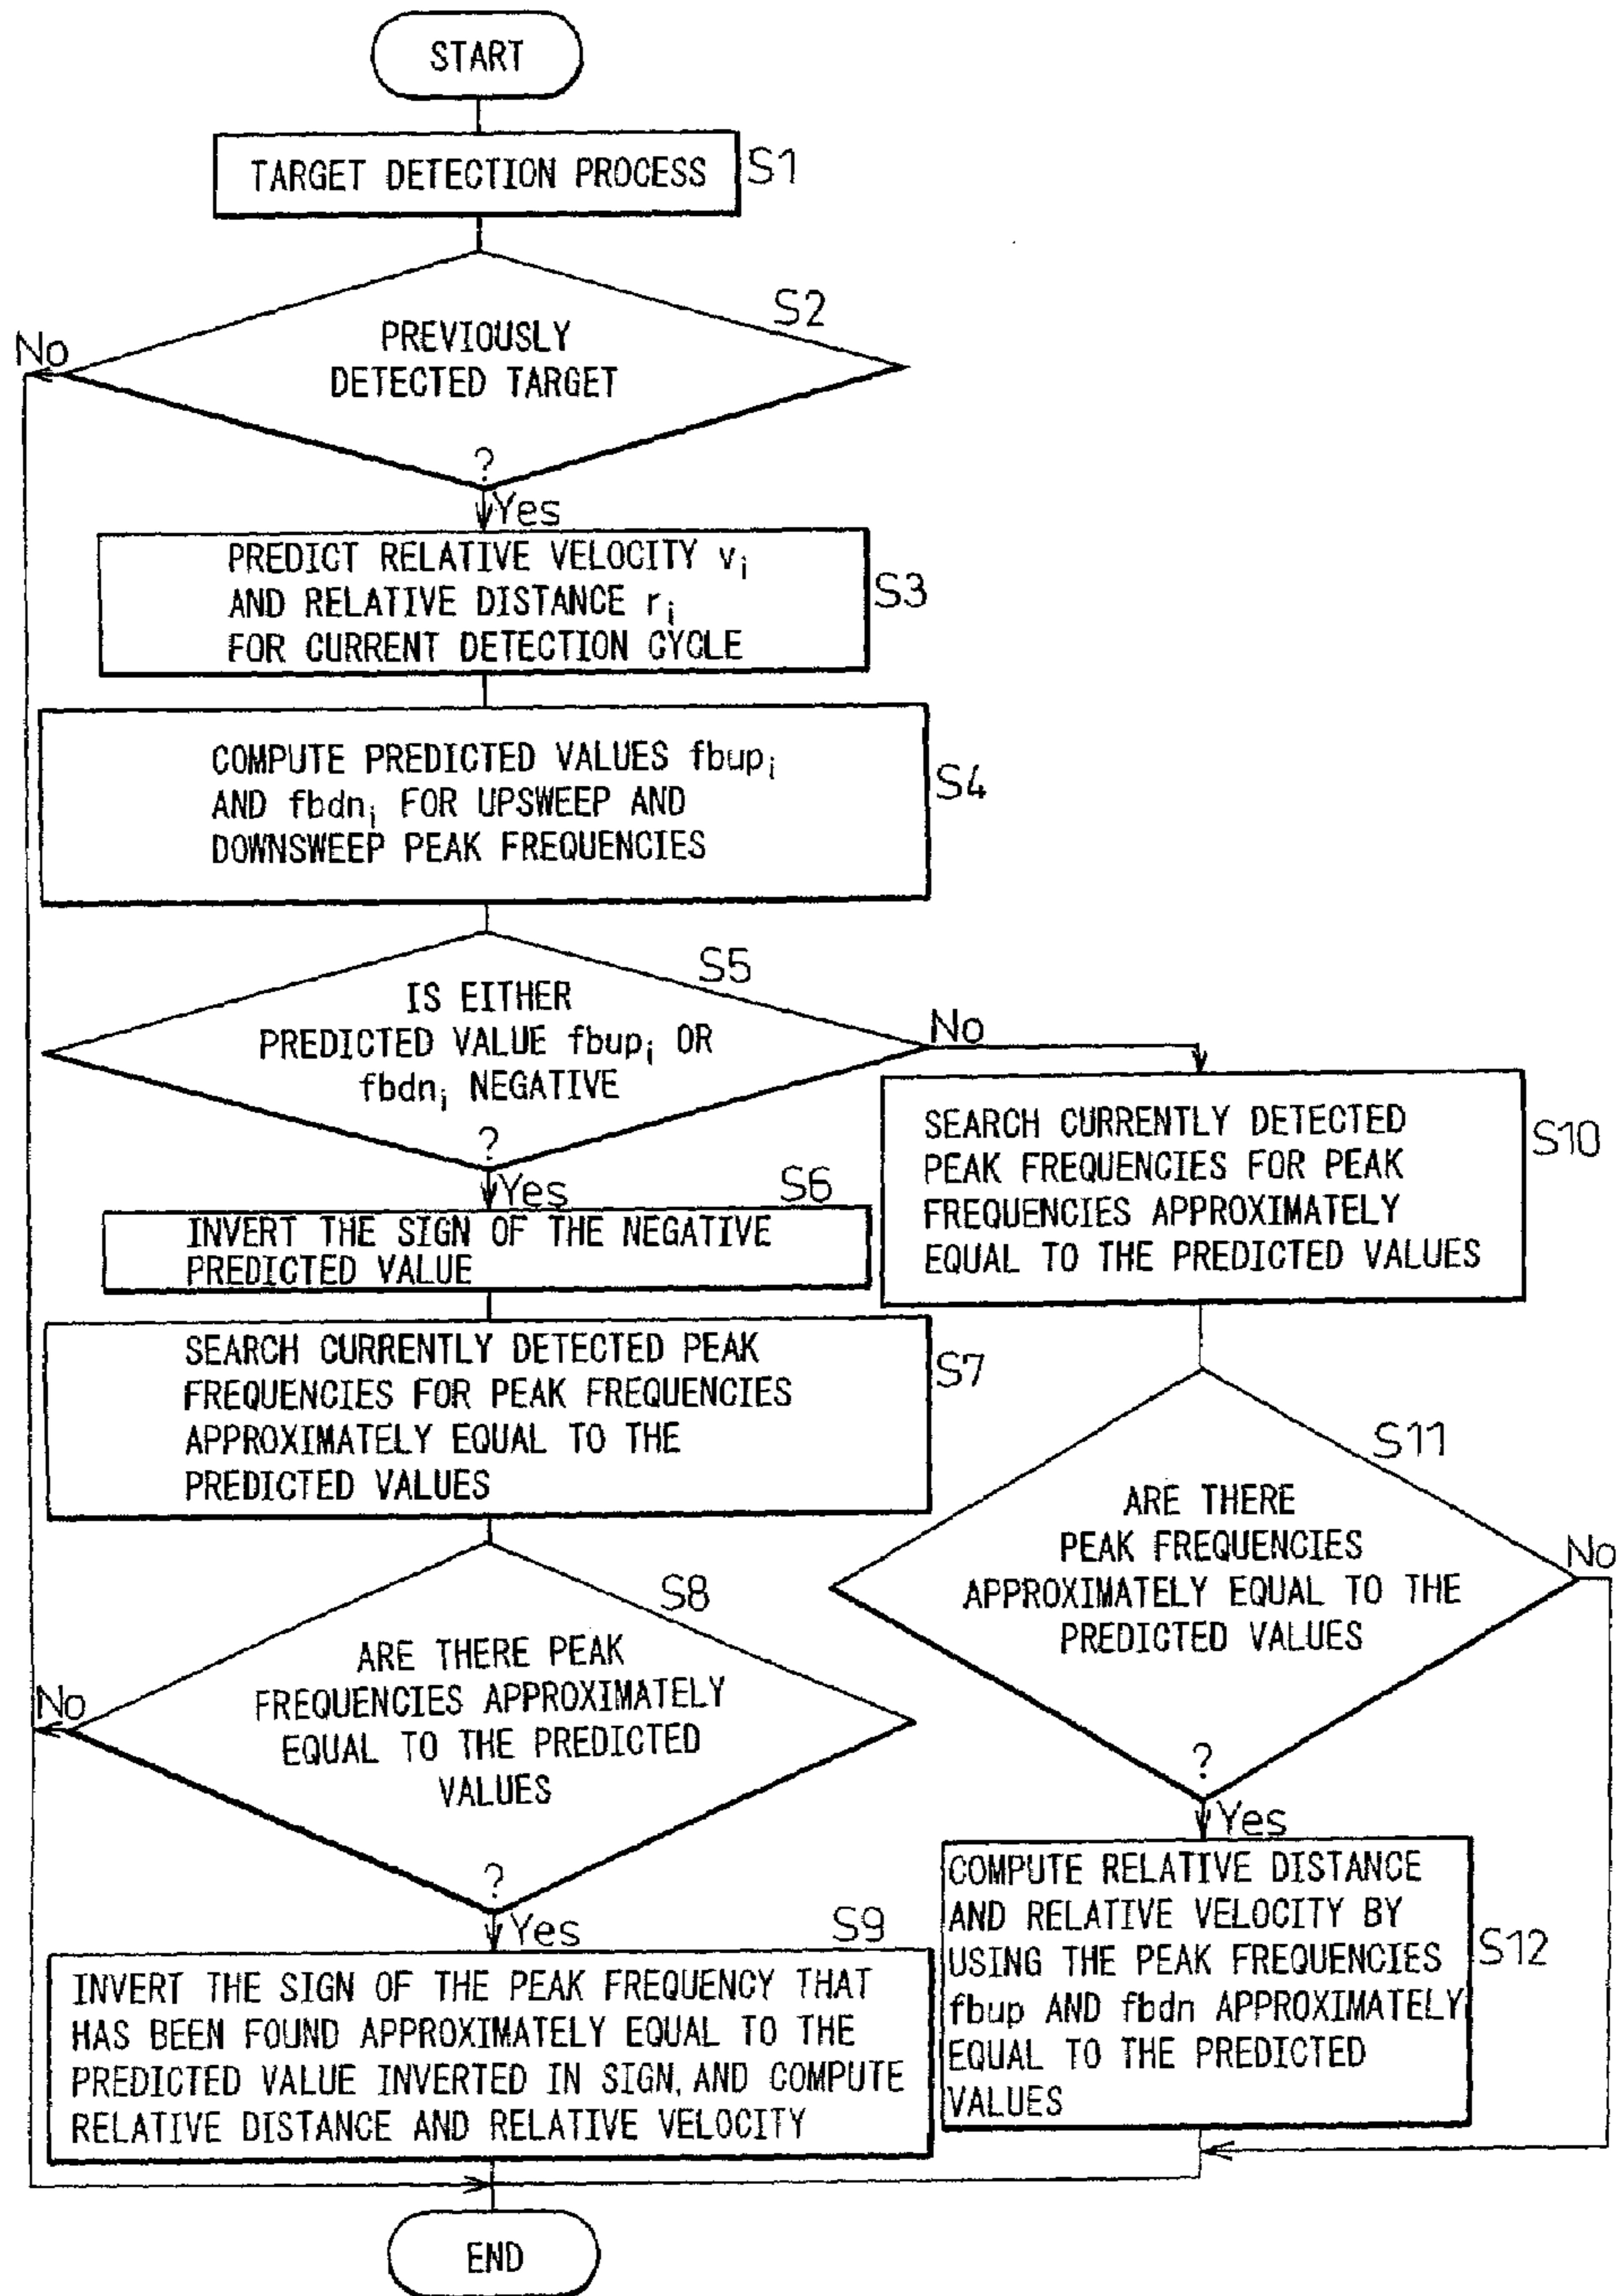 START
TARGET DETECTION PROCESS
S1
S2
PREVIOUSLY
DETECTED TARGET
?
No
Yes
PREDICT RELATIVE VELOCITY vi
AND RELATIVE DISTANCE ri
FOR CURRENT DETECTION CYCLE
S3
COMPUTE PREDICTED VALUES fbupi
AND fbdni FOR UPSWEEP AND
DOWNSWEEP PEAK FREQUENCIES
S4
S5
IS EITHER
PREDICTED VALUE fbupi OR
fbdni NEGATIVE
?
No
Yes
S6
INVERT THE SIGN OF THE NEGATIVE
PREDICTED VALUE
SEARCH CURRENTLY DETECTED PEAK
FREQUENCIES FOR PEAK FREQUENCIES
APPROXIMATELY EQUAL TO THE
PREDICTED VALUES
S7
S8
ARE THERE PEAK
FREQUENCIES APPROXIMATELY
EQUAL TO THE PREDICTED
VALUES
?
No
Yes
S9
INVERT THE SIGN OF THE PEAK FREQUENCY THAT
HAS BEEN FOUND APPROXIMATELY EQUAL TO THE
PREDICTED VALUE INVERTED IN SIGN, AND COMPUTE
RELATIVE DISTANCE AND RELATIVE VELOCITY
SEARCH CURRENTLY DETECTED
PEAK FREQUENCIES FOR PEAK
FREQUENCIES APPROXIMATELY
EQUAL TO THE PREDICTED VALUES
S10
S11
ARE THERE
PEAK FREQUENCIES
APPROXIMATELY EQUAL TO THE
PREDICTED VALUES
?
No
Yes
COMPUTE RELATIVE DISTANCE
AND RELATIVE VELOCITY BY
USING THE PEAK FREQUENCIES
fbup AND fbdn APPROXIMATELY
EQUAL TO THE PREDICTED
VALUES
S12
END